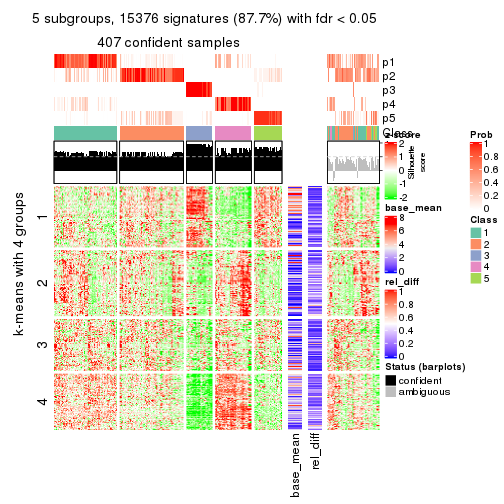 5 subgroups, 15376 signatures (87.7%) with fdr < 0.05
407 confident samples
p1
p2
p3
p4
p5
Class
z-score
2
1
0
-1
-2
Silhouette
score
Prob
1
0.8
0.6
0.4
0.2
0
base_mean
8
6
4
2
0
Class
1
2
3
4
5
rel_diff
1
0.8
0.6
0.4
0.2
0
Status (barplots)
confident
ambiguous
k-means with 4 groups
1
2
3
4
base_mean
rel_diff